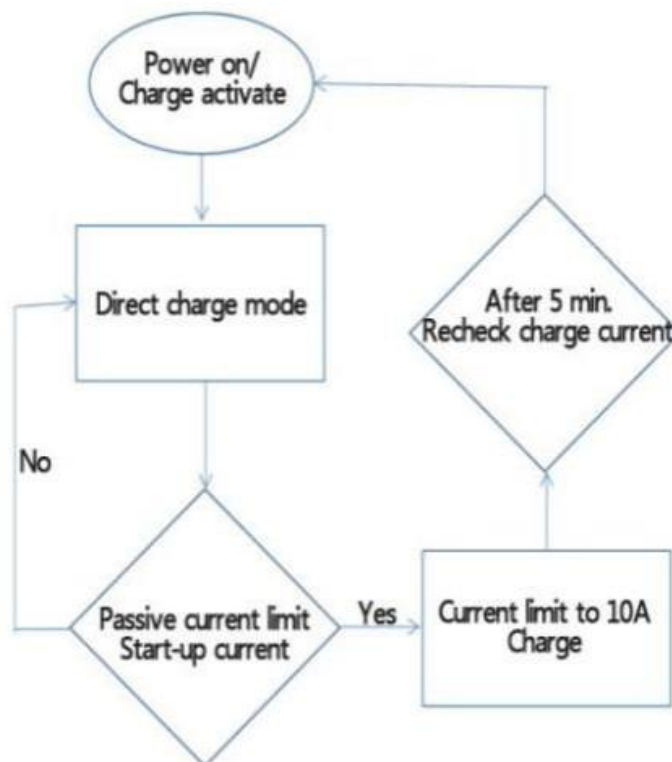 Power on/
Charge activate
Direct charge mode
After 5 min.
Recheck charge current
No
Passive current limit
Start-up current
Yes
Current limit to 10A
Charge